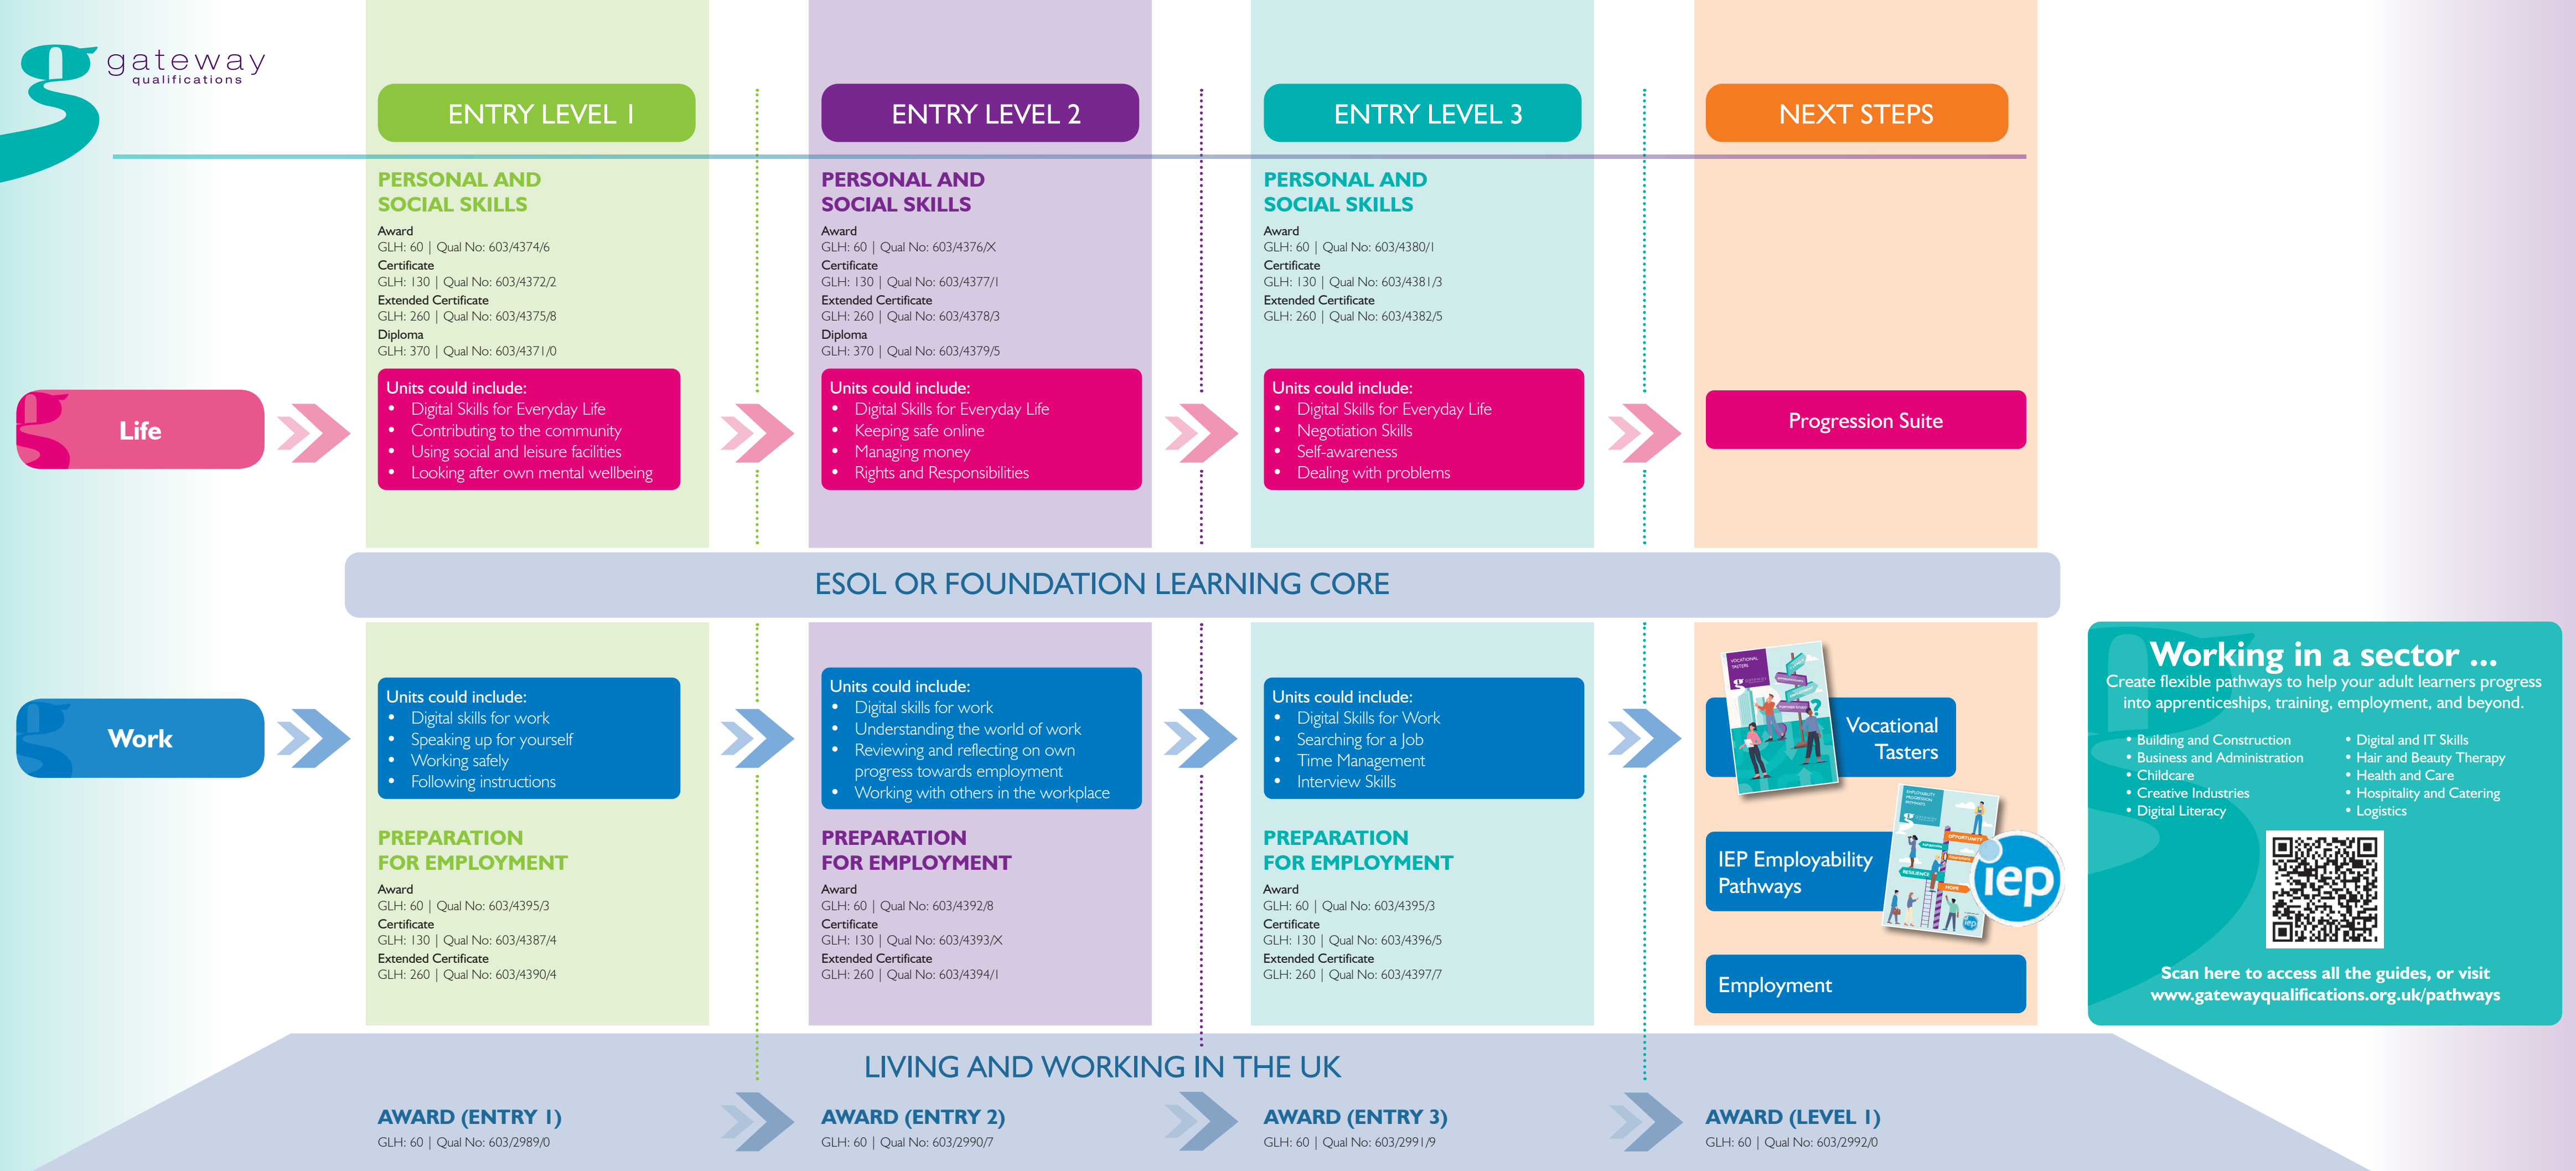 gateway
qualifications
ENTRY LEVEL 1
ENTRY LEVEL 2
ENTRY LEVEL 3
NEXT STEPS
PERSONAL AND
SOCIAL SKILLS
Award
GLH: 60 | Qual No: 603/4374/6
Certificate
GLH: 130 | Qual No: 603/4372/2
Extended Certificate
GLH: 260 | Qual No: 603/4375/8
Diploma
GLH: 370 | Qual No: 603/4371/0
PERSONAL AND
SOCIAL SKILLS
Award
GLH: 60 | Qual No: 603/4376/X
Certificate
GLH: 130 | Qual No: 603/4377/1
Extended Certificate
GLH: 260 | Qual No: 603/4378/3
Diploma
GLH: 370 | Qual No: 603/4379/5
PERSONAL AND
SOCIAL SKILLS
Award
GLH: 60 | Qual No: 603/4380/1
Certificate
GLH: 130 | Qual No: 603/4381/3
Extended Certificate
GLH: 260 | Qual No: 603/4382/5
Life
Units could include:
• Digital Skills for Everyday Life
• Contributing to the community
• Using social and leisure facilities
• Looking after own mental wellbeing
Units could include:
• Digital Skills for Everyday Life
• Keeping safe online
• Managing money
• Rights and Responsibilities
Units could include:
• Digital Skills for Everyday Life
• Negotiation Skills
• Self-awareness
• Dealing with problems
Progression Suite
ESOL OR FOUNDATION LEARNING CORE
Work
Units could include:
• Digital skills for work
• Speaking up for yourself
• Working safely
• Following instructions
Units could include:
• Digital skills for work
• Understanding the world of work
• Reviewing and reflecting on own
progress towards employment
• Working with others in the workplace
Units could include:
• Digital Skills for Work
• Searching for a Job
• Time Management
• Interview Skills
VOCATIONAL
TASTERS
gateway
Vocational
Tasters
PREPARATION
FOR EMPLOYMENT
Award
GLH: 60 | Qual No: 603/4395/3
Certificate
GLH: 130 | Qual No: 603/4387/4
Extended Certificate
GLH: 260 | Qual No: 603/4390/4
PREPARATION
FOR EMPLOYMENT
Award
GLH: 60 | Qual No: 603/4392/8
Certificate
GLH: 130 | Qual No: 603/4393/X
Extended Certificate
GLH: 260 | Qual No: 603/4394/1
PREPARATION
FOR EMPLOYMENT
Award
GLH: 60 | Qual No: 603/4395/3
Certificate
GLH: 130 | Qual No: 603/4396/5
Extended Certificate
GLH: 260 | Qual No: 603/4397/7
IEP Employability
Pathways
EMPLOYABILITY
PROGRESSION
PATHWAYS
gateway
OPPORTUNITY
RESILIENCE
HOPE
iep
iep
Employment
Working in a sector ...
Create flexible pathways to help your adult learners progress
into apprenticeships, training, employment, and beyond.
• Building and Construction
• Business and Administration
• Childcare
• Creative Industries
• Digital Literacy
• Digital and IT Skills
• Hair and Beauty Therapy
• Health and Care
• Hospitality and Catering
• Logistics
Scan here to access all the guides, or visit
www.gatewayqualifications.org.uk/pathways
LIVING AND WORKING IN THE UK
AWARD (ENTRY 1)
GLH: 60 | Qual No: 603/2989/0
AWARD (ENTRY 2)
GLH: 60 | Qual No: 603/2990/7
AWARD (ENTRY 3)
GLH: 60 | Qual No: 603/2991/9
AWARD (LEVEL 1)
GLH: 60 | Qual No: 603/2992/0